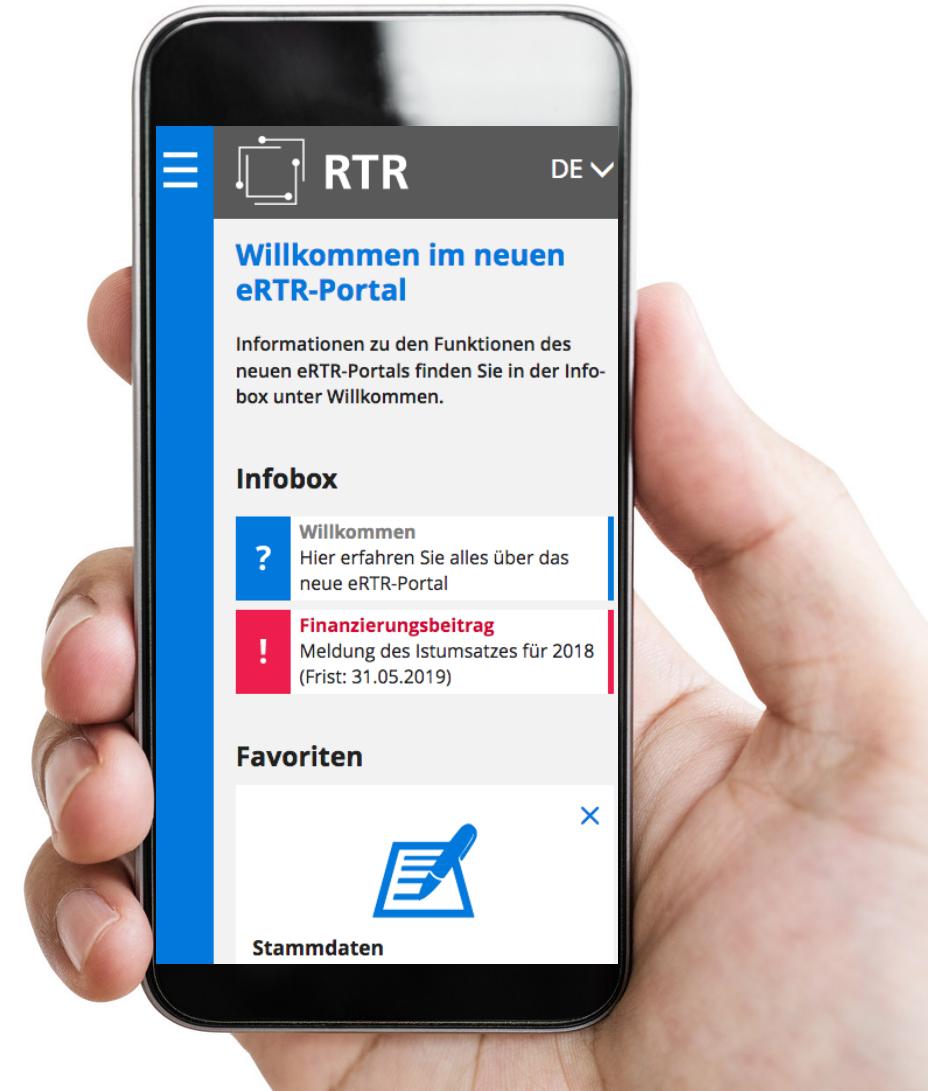 RTR
DE
Willkommen im neuen
eRTR-Portal
Informationen zu den Funktionen des
neuen eRTR-Portals finden Sie in der Info-
box unter Willkommen.
Infobox
?
Willkommen
Hier erfahren Sie alles über das
neue eRTR-Portal
!
Finanzierungsbeitrag
Meldung des Istumsatzes für 2018
(Frist: 31.05.2019)
Favoriten
Stammdaten